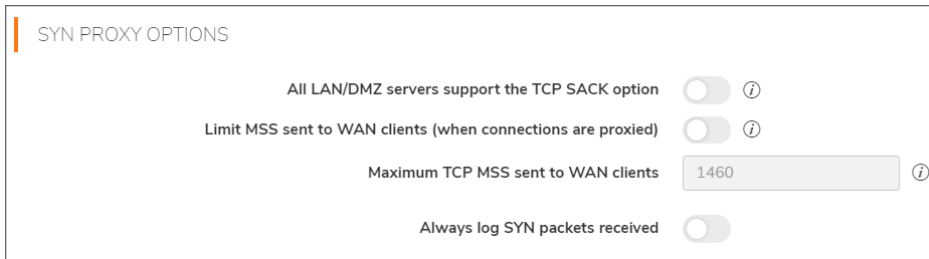 SYN PROXY OPTIONS
All LAN/DMZ servers support the TCP SACK option
Limit MSS sent to WAN clients (when connections are proxied)
Maximum TCP MSS sent to WAN clients 1460
Always log SYN packets received